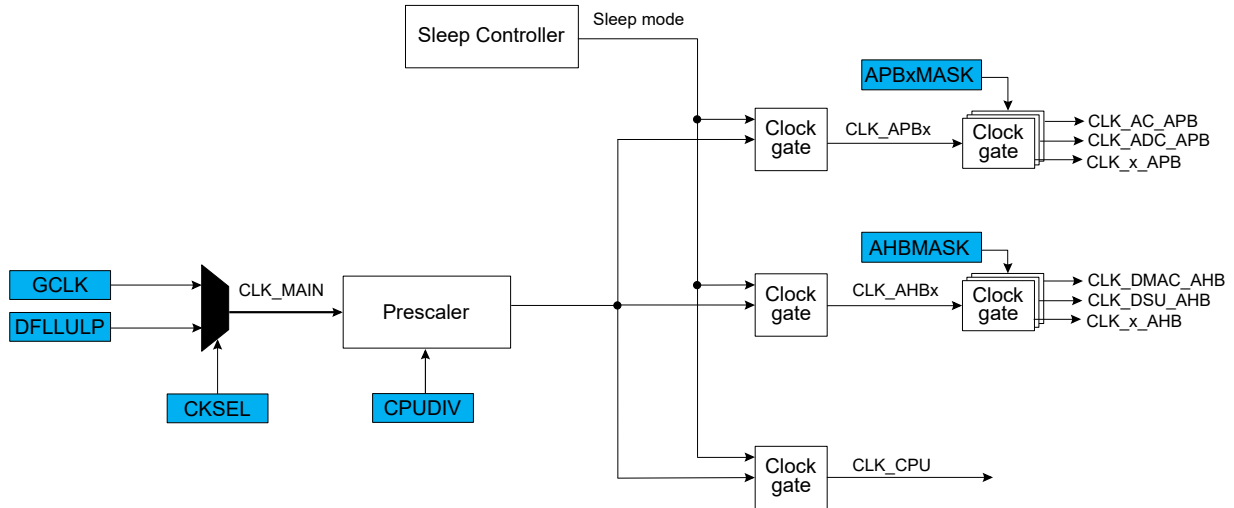 Sleep Controller
Sleep mode
APBxMASK
Clock
gate
CLK_APBx
Clock
gate
CLK_AC_APB
CLK_ADC_APB
CLK_x_APB
GCLK
DFLLULP
CLK_MAIN
Prescaler
CKSEL
CPUDIV
AHBMASK
Clock
gate
CLK_AHBx
Clock
gate
CLK_DMAC_AHB
CLK_DSU_AHB
CLK_x_AHB
Clock
gate
CLK_CPU